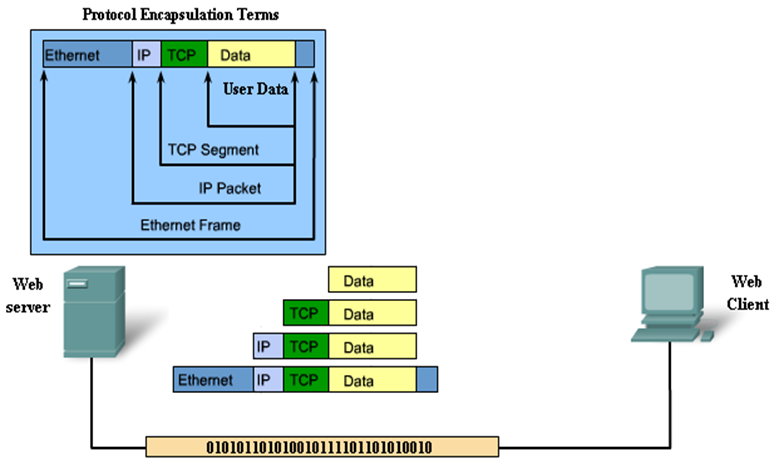 Protocol Encapsulation Terms
Ethernet IP TCP Data
User Data
TCP Segment
IP Packet
Ethernet Frame
Web
server
Data
TCP Data
IP TCP Data
Ethernet IP TCP Data
Web
Client
0101011010100101111101101010010